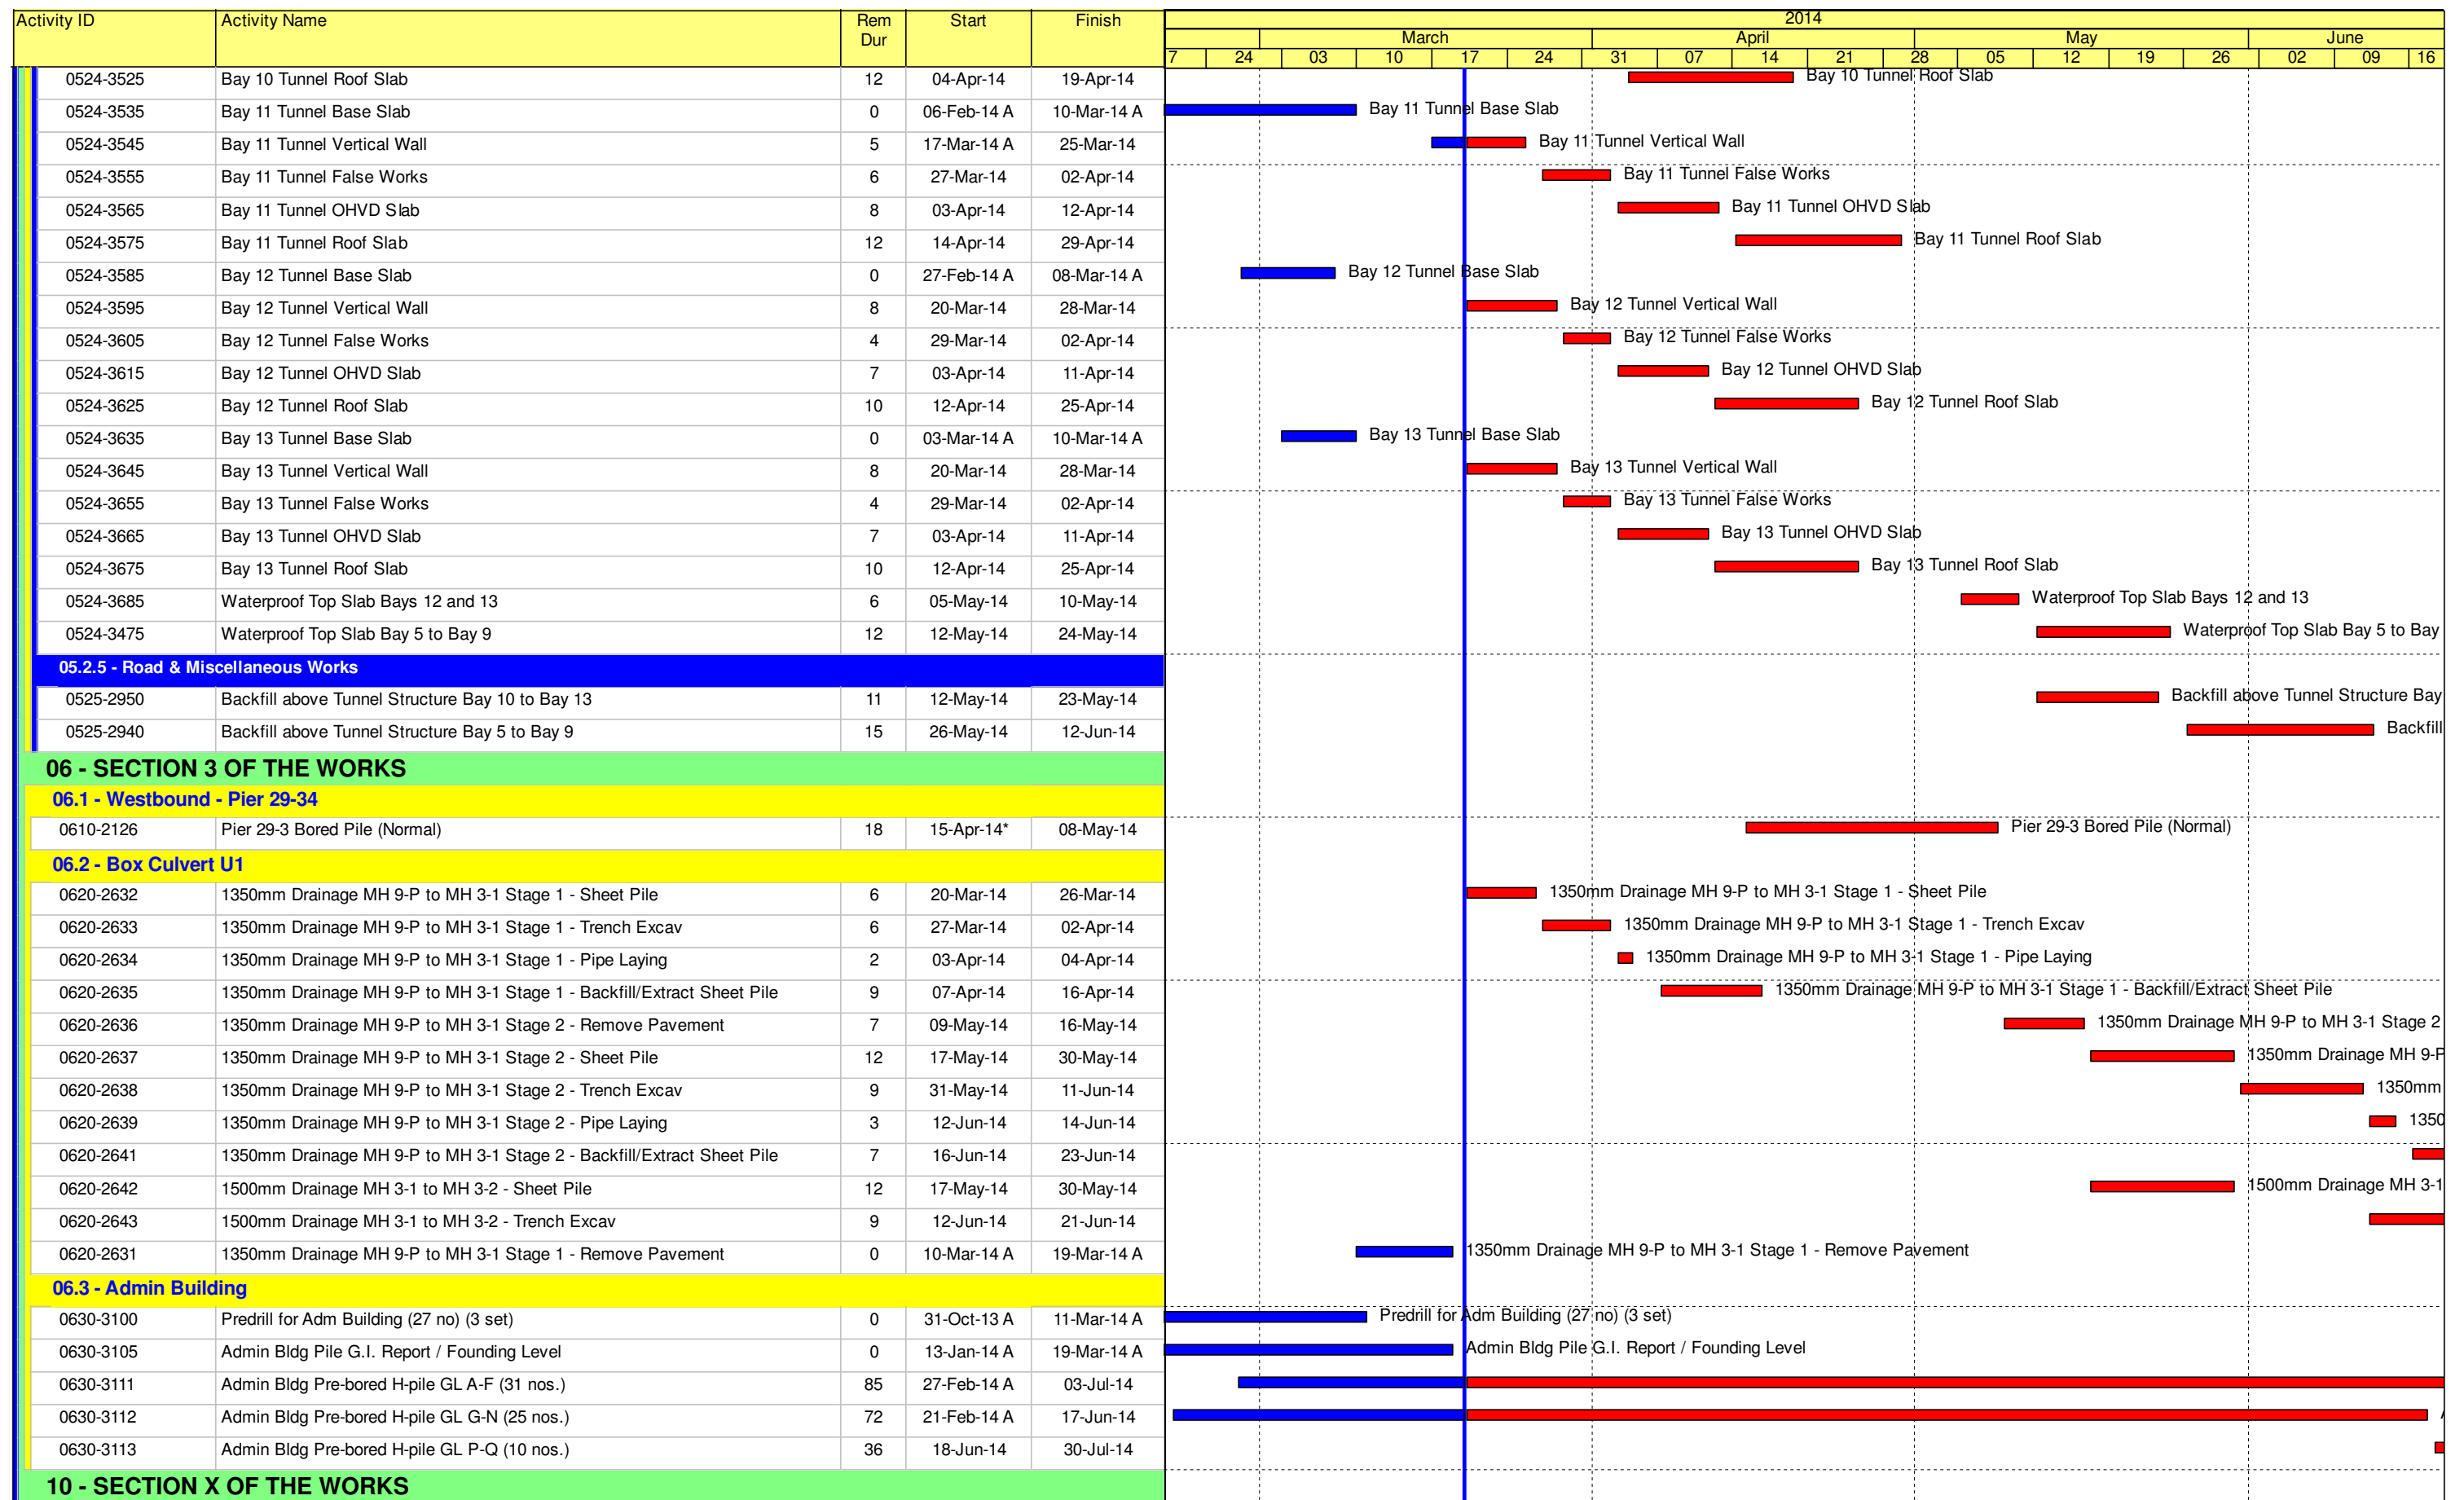 Activity ID Activity Name Rem Dur Start Finish 2014
March April May June
7 24 03 10 17 24 31 07 14 21 28 05 12 19 26 02 09 16
0524-3525 Bay 10 Tunnel Roof Slab 12 04-Apr-14 19-Apr-14 Bay 10 Tunnel Roof Slab
0524-3535 Bay 11 Tunnel Base Slab 0 06-Feb-14 A 10-Mar-14 A Bay 11 Tunnel Base Slab
0524-3545 Bay 11 Tunnel Vertical Wall 5 17-Mar-14 A 25-Mar-14 Bay 11 Tunnel Vertical Wall
0524-3555 Bay 11 Tunnel False Works 6 27-Mar-14 02-Apr-14 Bay 11 Tunnel False Works
0524-3565 Bay 11 Tunnel OHVD Slab 8 03-Apr-14 12-Apr-14 Bay 11 Tunnel OHVD Slab
0524-3575 Bay 11 Tunnel Roof Slab 12 14-Apr-14 29-Apr-14 Bay 11 Tunnel Roof Slab
0524-3585 Bay 12 Tunnel Base Slab 0 27-Feb-14 A 08-Mar-14 A Bay 12 Tunnel Base Slab
0524-3595 Bay 12 Tunnel Vertical Wall 8 20-Mar-14 28-Mar-14 Bay 12 Tunnel Vertical Wall
0524-3605 Bay 12 Tunnel False Works 4 29-Mar-14 02-Apr-14 Bay 12 Tunnel False Works
0524-3615 Bay 12 Tunnel OHVD Slab 7 03-Apr-14 11-Apr-14 Bay 12 Tunnel OHVD Slab
0524-3625 Bay 12 Tunnel Roof Slab 10 12-Apr-14 25-Apr-14 Bay 12 Tunnel Roof Slab
0524-3635 Bay 13 Tunnel Base Slab 0 03-Mar-14 A 10-Mar-14 A Bay 13 Tunnel Base Slab
0524-3645 Bay 13 Tunnel Vertical Wall 8 20-Mar-14 28-Mar-14 Bay 13 Tunnel Vertical Wall
0524-3655 Bay 13 Tunnel False Works 4 29-Mar-14 02-Apr-14 Bay 13 Tunnel False Works
0524-3665 Bay 13 Tunnel OHVD Slab 7 03-Apr-14 11-Apr-14 Bay 13 Tunnel OHVD Slab
0524-3675 Bay 13 Tunnel Roof Slab 10 12-Apr-14 25-Apr-14 Bay 13 Tunnel Roof Slab
0524-3685 Waterproof Top Slab Bays 12 and 13 6 05-May-14 10-May-14 Waterproof Top Slab Bays 12 and 13
0524-3475 Waterproof Top Slab Bay 5 to Bay 9 12 12-May-14 24-May-14 Waterproof Top Slab Bay 5 to Bay
05.2.5 - Road & Miscellaneous Works
0525-2950 Backfill above Tunnel Structure Bay 10 to Bay 13 11 12-May-14 23-May-14 Backfill above Tunnel Structure Bay
0525-2940 Backfill above Tunnel Structure Bay 5 to Bay 9 15 26-May-14 12-Jun-14 Backfill
06 - SECTION 3 OF THE WORKS
06.1 - Westbound - Pier 29-34
0610-2126 Pier 29-3 Bored Pile (Normal) 18 15-Apr-14* 08-May-14 Pier 29-3 Bored Pile (Normal)
06.2 - Box Culvert U1
0620-2632 1350mm Drainage MH 9-P to MH 3-1 Stage 1 - Sheet Pile 6 20-Mar-14 26-Mar-14 1350mm Drainage MH 9-P to MH 3-1 Stage 1 - Sheet Pile
0620-2633 1350mm Drainage MH 9-P to MH 3-1 Stage 1 - Trench Excav 6 27-Mar-14 02-Apr-14 1350mm Drainage MH 9-P to MH 3-1 Stage 1 - Trench Excav
0620-2634 1350mm Drainage MH 9-P to MH 3-1 Stage 1 - Pipe Laying 2 03-Apr-14 04-Apr-14 1350mm Drainage MH 9-P to MH 3-1 Stage 1 - Pipe Laying
0620-2635 1350mm Drainage MH 9-P to MH 3-1 Stage 1 - Backfill/Extract Sheet Pile 9 07-Apr-14 16-Apr-14 1350mm Drainage MH 9-P to MH 3-1 Stage 1 - Backfill/Extract Sheet Pile
0620-2636 1350mm Drainage MH 9-P to MH 3-1 Stage 2 - Remove Pavement 7 09-May-14 16-May-14 1350mm Drainage MH 9-P to MH 3-1 Stage 2
0620-2637 1350mm Drainage MH 9-P to MH 3-1 Stage 2 - Sheet Pile 12 17-May-14 30-May-14 1350mm Drainage MH 9-P
0620-2638 1350mm Drainage MH 9-P to MH 3-1 Stage 2 - Trench Excav 9 31-May-14 11-Jun-14 1350mm
0620-2639 1350mm Drainage MH 9-P to MH 3-1 Stage 2 - Pipe Laying 3 12-Jun-14 14-Jun-14 1350
0620-2641 1350mm Drainage MH 9-P to MH 3-1 Stage 2 - Backfill/Extract Sheet Pile 7 16-Jun-14 23-Jun-14
0620-2642 1500mm Drainage MH 3-1 to MH 3-2 - Sheet Pile 12 17-May-14 30-May-14 1500mm Drainage MH 3-1
0620-2643 1500mm Drainage MH 3-1 to MH 3-2 - Trench Excav 9 12-Jun-14 21-Jun-14
0620-2631 1350mm Drainage MH 9-P to MH 3-1 Stage 1 - Remove Pavement 0 10-Mar-14 A 19-Mar-14 A 1350mm Drainage MH 9-P to MH 3-1 Stage 1 - Remove Pavement
06.3 - Admin Building
0630-3100 Predrill for Adm Building (27 no) (3 set) 0 31-Oct-13 A 11-Mar-14 A Predrill for Adm Building (27 no) (3 set)
0630-3105 Admin Bldg Pile G.I. Report / Founding Level 0 13-Jan-14 A 19-Mar-14 A Admin Bldg Pile G.I. Report / Founding Level
0630-3111 Admin Bldg Pre-bored H-pile GL A-F (31 nos.) 85 27-Feb-14 A 03-Jul-14
0630-3112 Admin Bldg Pre-bored H-pile GL G-N (25 nos.) 72 21-Feb-14 A 17-Jun-14
0630-3113 Admin Bldg Pre-bored H-pile GL P-Q (10 nos.) 36 18-Jun-14 30-Jul-14
10 - SECTION X OF THE WORKS